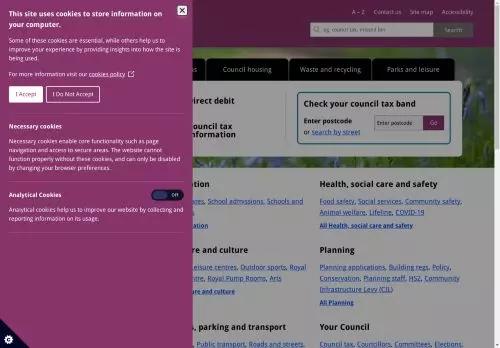 This site uses cookies to store information on
your computer.
Some of these cookies are essential, while others help us to
improve your experience by providing insights into how the site is
being used.
For more information visit our cookies policy
I Accept
I Do Not Accept
Necessary cookies
Necessary cookies enable core functionality such as page
navigation and access to secure areas. The website cannot
function properly without these cookies, and can only be disabled
by changing your browser preferences.
Analytical Cookies
Off
Analytical cookies help us to improve our website by collecting and
reporting information on its usage.
A – Z Contact us Site map Accessibility
eg. council tax, missed bin
Search
Council housing Waste and recycling Parks and leisure
direct debit
council tax
information
Check your council tax band
Enter postcode
or search by street
Enter postcode
Go
School admissions, Schools and
Health, social care and safety
Food safety, Social services, Community safety,
Animal welfare, Lifeline, COVID-19
All Health, social care and safety
re and culture
Leisure centres, Outdoor sports, Royal
Royal Pump Rooms, Arts
re and culture
Planning
Planning applications, Building regs, Policy,
Conservation, Planning staff, HS2, Community
Infrastructure Levy (CIL)
All Planning
s, parking and transport
Public transport, Roads and streets,
Your Council
Council tax, Councillors, Committees, Elections,